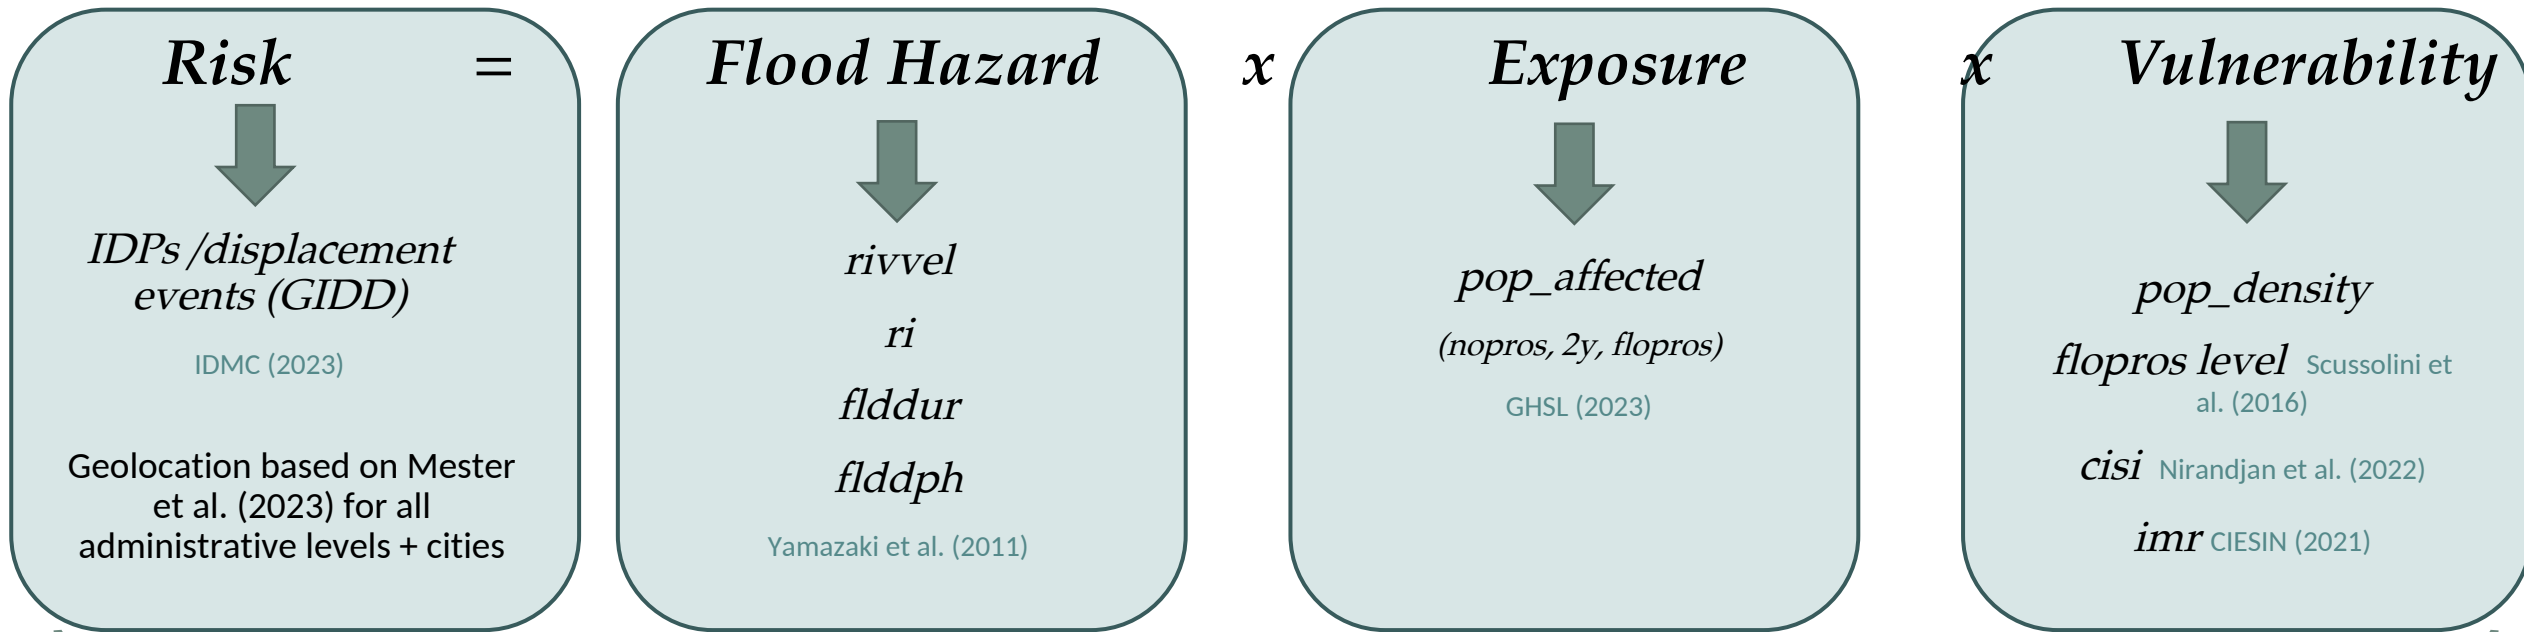 Risk = Flood Hazard x Exposure x Vulnerability
IDPs /displacement
events (GIDD)
IDMC (2023)
Geolocation based on Mester
et al. (2023) for all
administrative levels + cities
rivvel
ri
flddur
flddph
Yamazaki et al. (2011)
pop_affected
(nopros, 2y, flopros)
GHSL (2023)
pop_density
flopros level Scussolini et
al. (2016)
cisi Nirandjan et al. (2022)
imr CIESIN (2021)